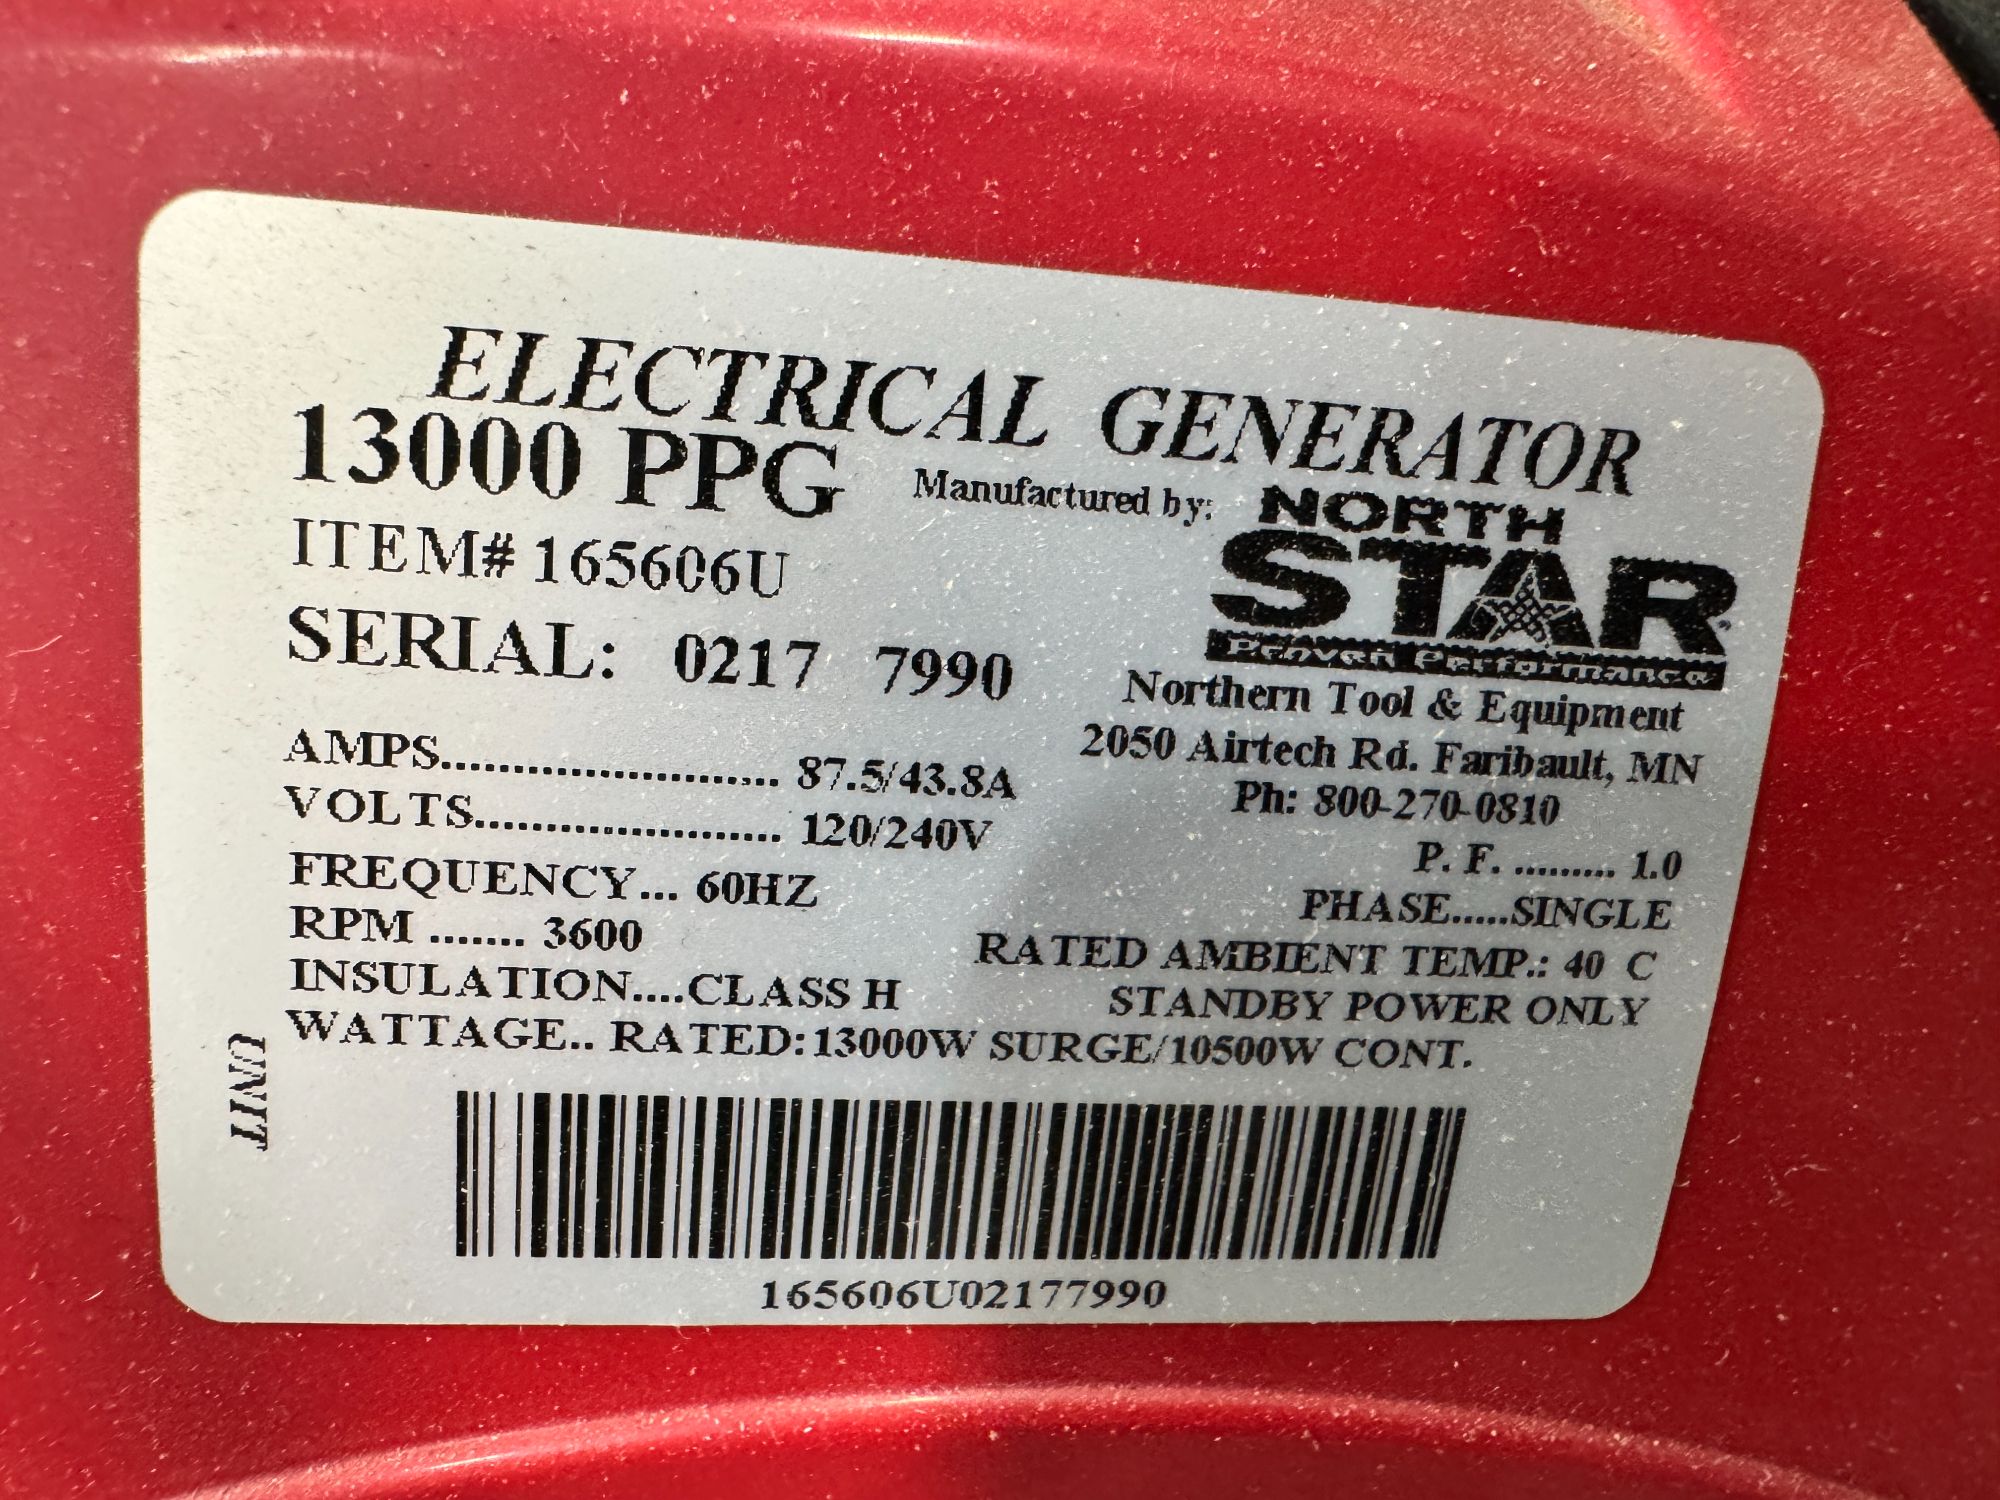 ELECTRICAL GENERATOR
13000 PPG
Manufactured by:
NORTH
STAR
Proven Performance
ITEM# 165606U
SERIAL: 0217 7990
Northern Tool & Equipment
2050 Airtech Rd. Faribault, MN
Ph: 800-270-0810
AMPS........................ 87.5/43.8A
VOLTS...................... 120/240V
FREQUENCY... 60HZ
RPM ....... 3600
INSULATION....CLASS H
P. F. ......... 1.0
PHASE.....SINGLE
RATED AMBIENT TEMP.: 40 C
STANDBY POWER ONLY
WATTAGE.. RATED:13000W SURGE/10500W CONT.
UNIT
165606U02177990